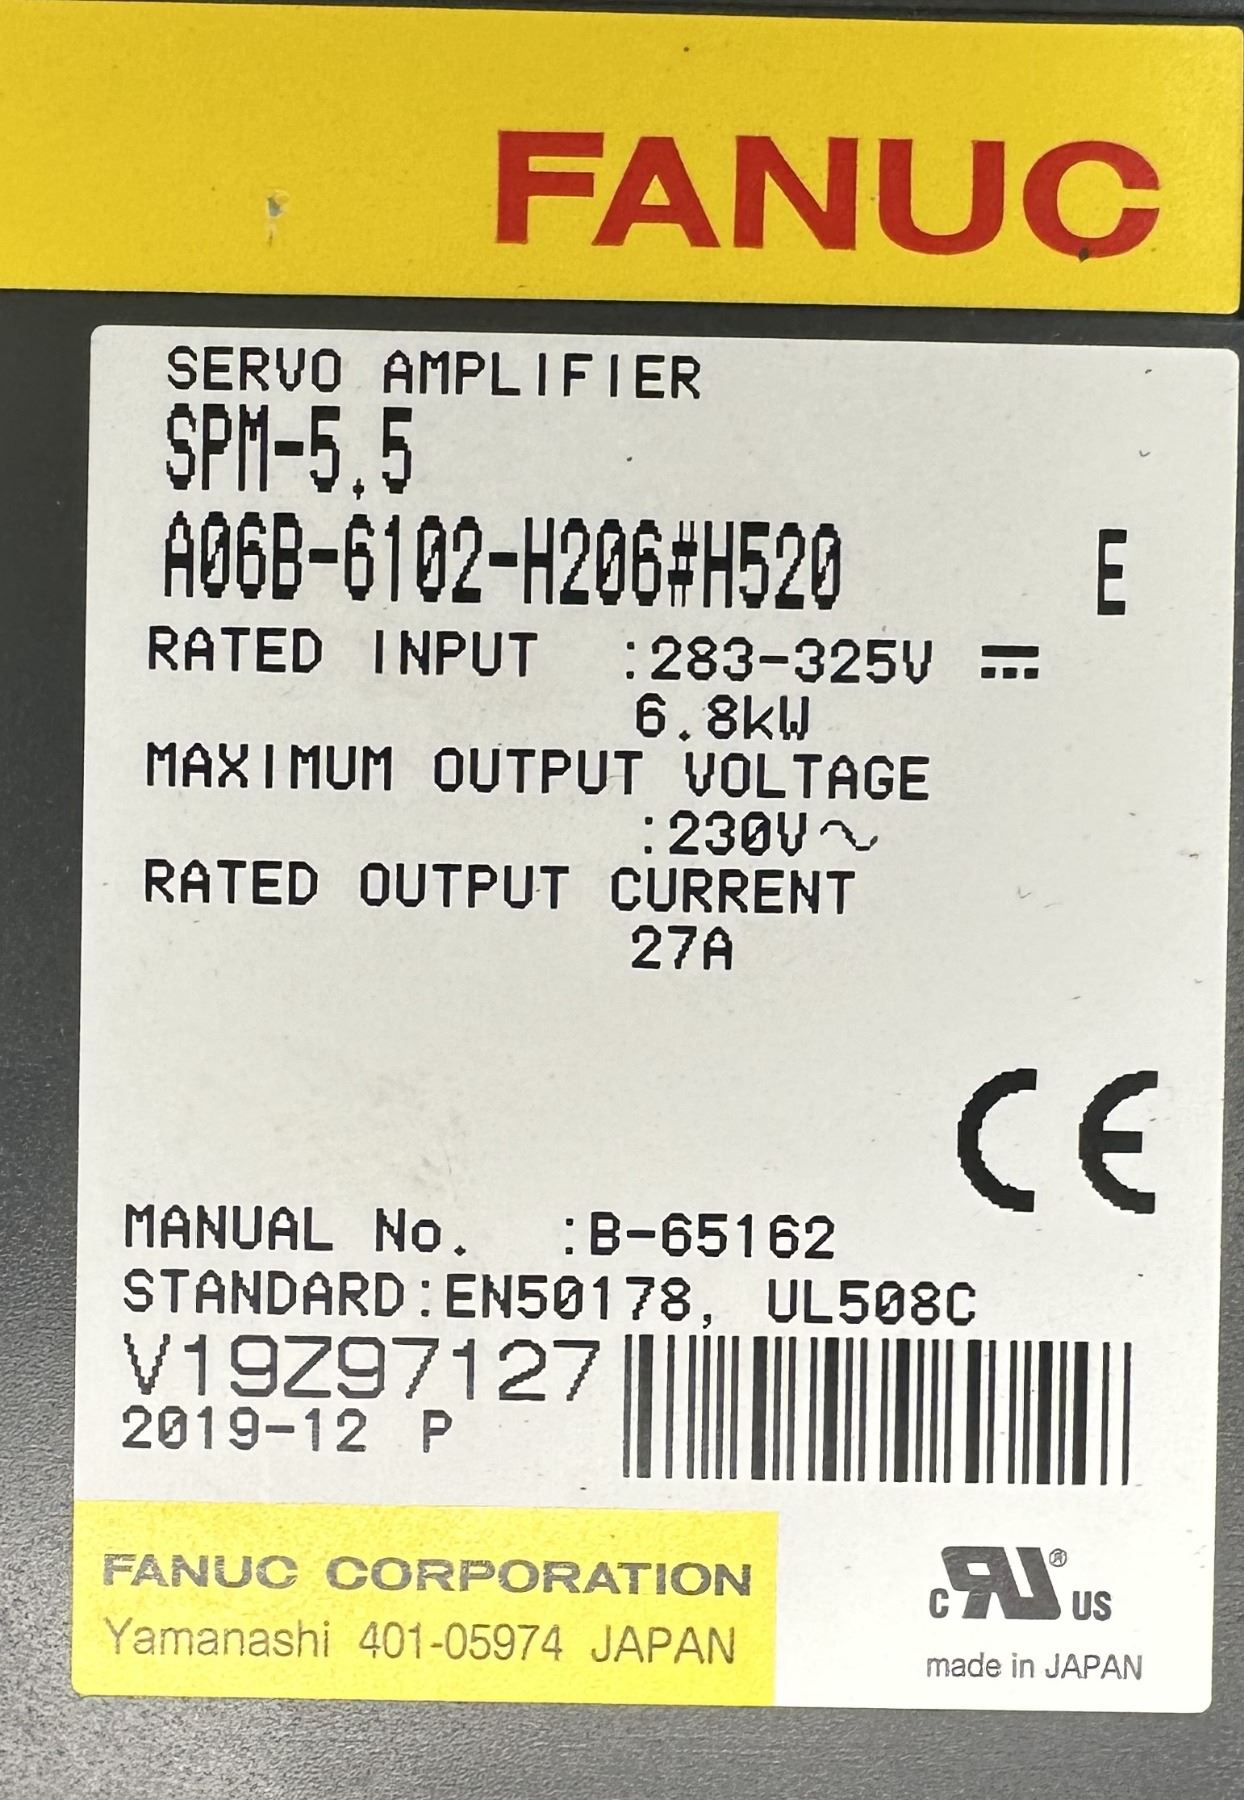 FANUC
SERVO AMPLIFIER
SPM-5.5
A06B-6102-H206#H520 E
RATED INPUT :283-325V ⎓
6.8kW
MAXIMUM OUTPUT VOLTAGE
:230V~
RATED OUTPUT CURRENT
27A
CE
MANUAL No. :B-65162
STANDARD:EN50178, UL508C
V19Z97127
2019-12 P
FANUC CORPORATION
Yamanashi 401-05974 JAPAN
c RU® US
made in JAPAN